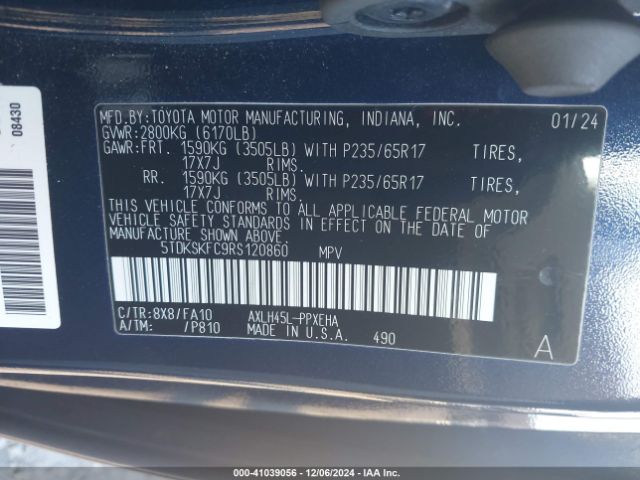 08430
MFD.BY:TOYOTA MOTOR MANUFACTURING, INDIANA, INC. 01/24
GVWR:2800KG (6170LB)
GAWR:FRT. 1590KG (3505LB) WITH P235/65R17 TIRES,
17X7J RIMS.
RR. 1590KG (3505LB) WITH P235/65R17 TIRES,
17X7J RIMS.
THIS VEHICLE CONFORMS TO ALL APPLICABLE FEDERAL MOTOR
VEHICLE SAFETY STANDARDS IN EFFECT ON THE DATE OF
MANUFACTURE SHOWN ABOVE.
5TDKSKFC9RS120860 MPV
C/TR:8X8/FA10 AXLH45L-PPXEHA
A/TM: /P810 MADE IN U.S.A. 490 A
000-41039056 - 12/06/2024 - IAA Inc.